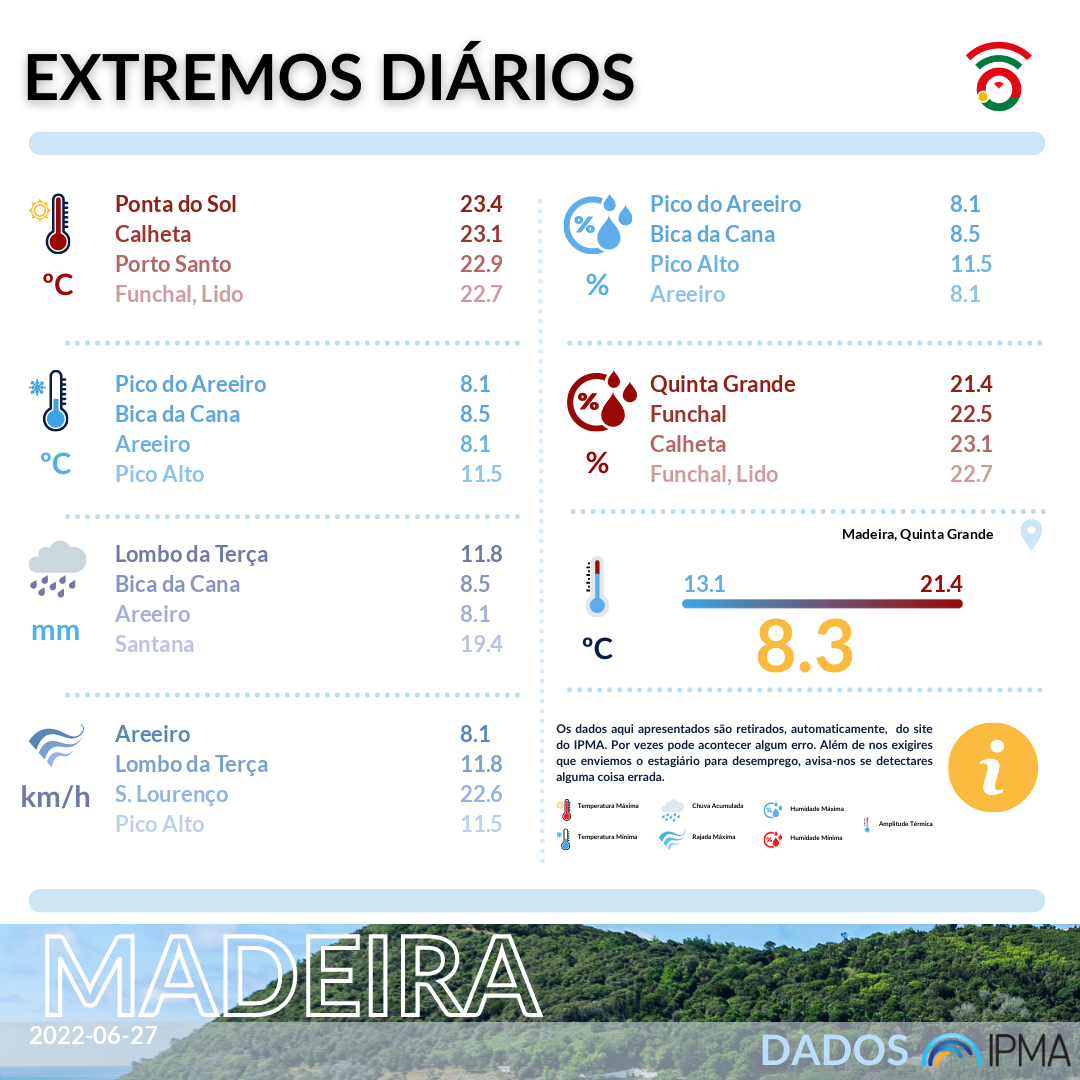 EXTREMOS DIÁRIOS
Ponta do Sol 23.4
Calheta 23.1
Porto Santo 22.9
Funchal, Lido 22.7
ºC
Pico do Areeiro 8.1
Bica da Cana 8.5
Areeiro 8.1
Pico Alto 11.5
ºC
Lombo da Terça 11.8
Bica da Cana 8.5
Areeiro 8.1
Santana 19.4
mm
Areeiro 8.1
Lombo da Terça 11.8
S. Lourenço 22.6
Pico Alto 11.5
km/h
%
Pico do Areeiro 8.1
Bica da Cana 8.5
Pico Alto 11.5
Areeiro 8.1
%
%
Quinta Grande 21.4
Funchal 22.5
Calheta 23.1
Funchal, Lido 22.7
%
Madeira, Quinta Grande
13.1 21.4
8.3
ºC
Os dados aqui apresentados são retirados, automaticamente, do site
do IPMA. Por vezes pode acontecer algum erro. Além de nos exigires
que enviemos o estagiário para desemprego, avisa-nos se detectares
alguma coisa errada.
i
Temperatura Máxima Chuva Acumulada Humidade Máxima
Amplitude Térmica
Temperatura Mínima Rajada Máxima Humidade Mínima
MADEIRA
2022-06-27
DADOS IPMA